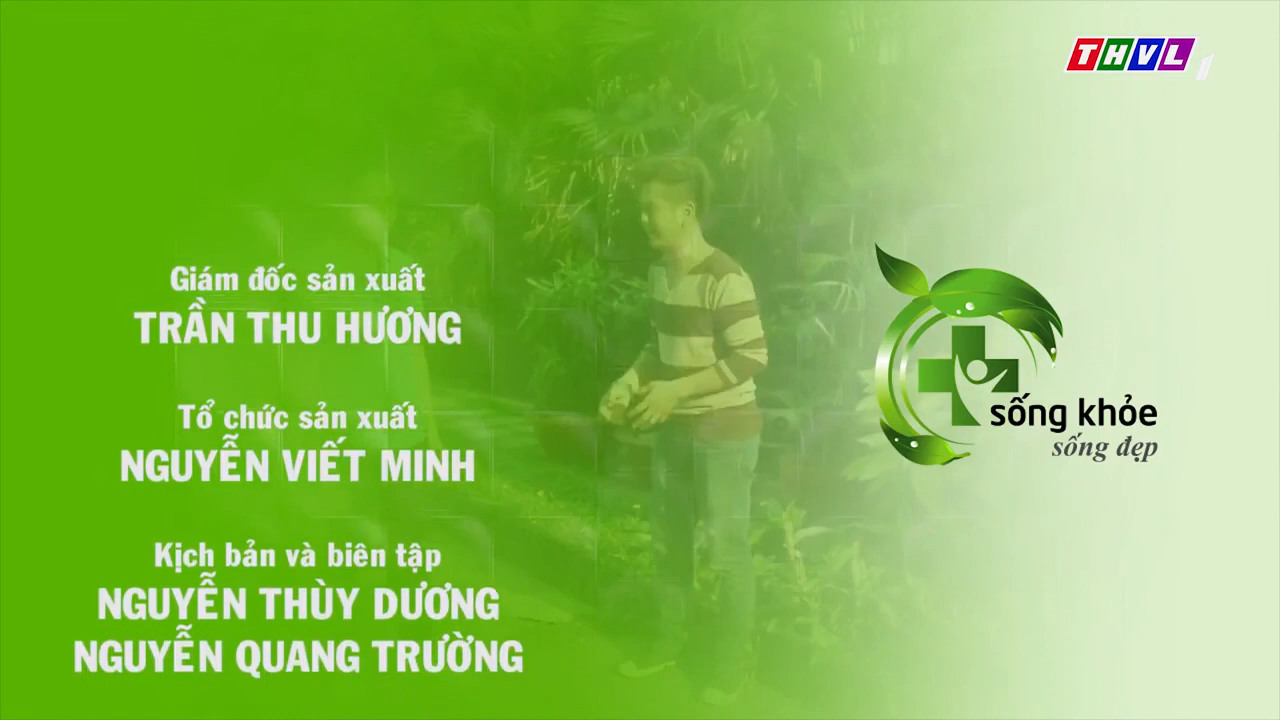 THVL1
Giám đốc sản xuất
TRẦN THU HƯƠNG
Tổ chức sản xuất
NGUYỄN VIẾT MINH
Kịch bản và biên tập
NGUYỄN THÙY DƯƠNG
NGUYỄN QUANG TRƯỜNG
sống khỏe
sống đẹp